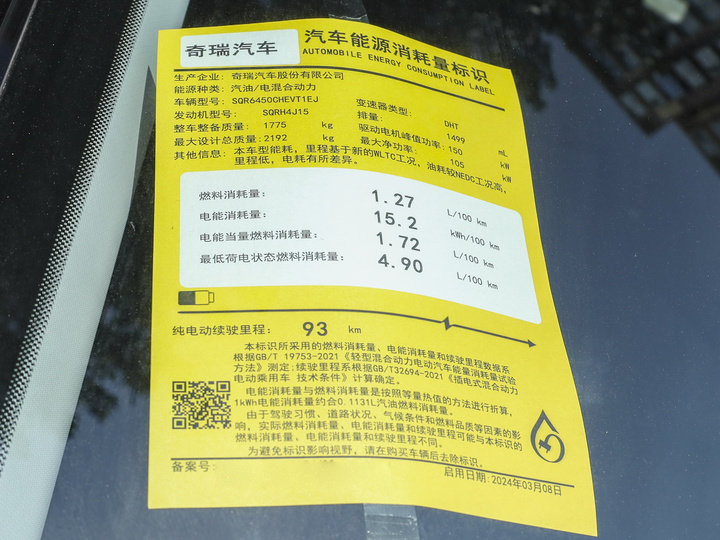 奇瑞汽车
汽车能源消耗量标识
AUTOMOBILE ENERGY CONSUMPTION LABEL
生产企业: 奇瑞汽车股份有限公司
能源种类: 汽油/电混合动力
车辆型号: SQR6450CHEVT1EJ 变速器类型: DHT
发动机型号: SQRH4J15 排量: 1499 mL
整车整备质量: 1775 kg 驱动电机峰值功率: 150 kW
最大设计总质量: 2192 kg 最大净功率: 105 kW
其他信息: 本车型能耗, 里程基于新的WLTC工况, 油耗较NEDC工况高,
里程低, 电耗有所差异。
燃料消耗量: 1.27 L/100 km
电能消耗量: 15.2 kWh/100 km
电能当量燃料消耗量: 1.72 L/100 km
最低荷电状态燃料消耗量: 4.90 L/100 km
纯电动续驶里程: 93 km
本标识所采用的燃料消耗量、电能消耗量和续驶里程数据系
根据GB/T 19753-2021《轻型混合动力电动汽车能量消耗量试验
方法》测定;续驶里程系根据GB/T32694-2021《插电式混合动力
电动乘用车 技术条件》计算确定。
电能消耗量与燃料消耗量是按照等量热值的方法进行折算,
1kWh电能消耗量约合0.1131L汽油燃料消耗量。
由于驾驶习惯、道路状况、气候条件和燃料品质等因素的影
响, 实际燃料消耗量、电能消耗量和续驶里程可能与本标识的
燃料消耗量、电能消耗量和续驶里程不同。
为避免标识影响视野, 请在购买车辆后去除标识。
备案号:
启用日期: 2024年03月08日